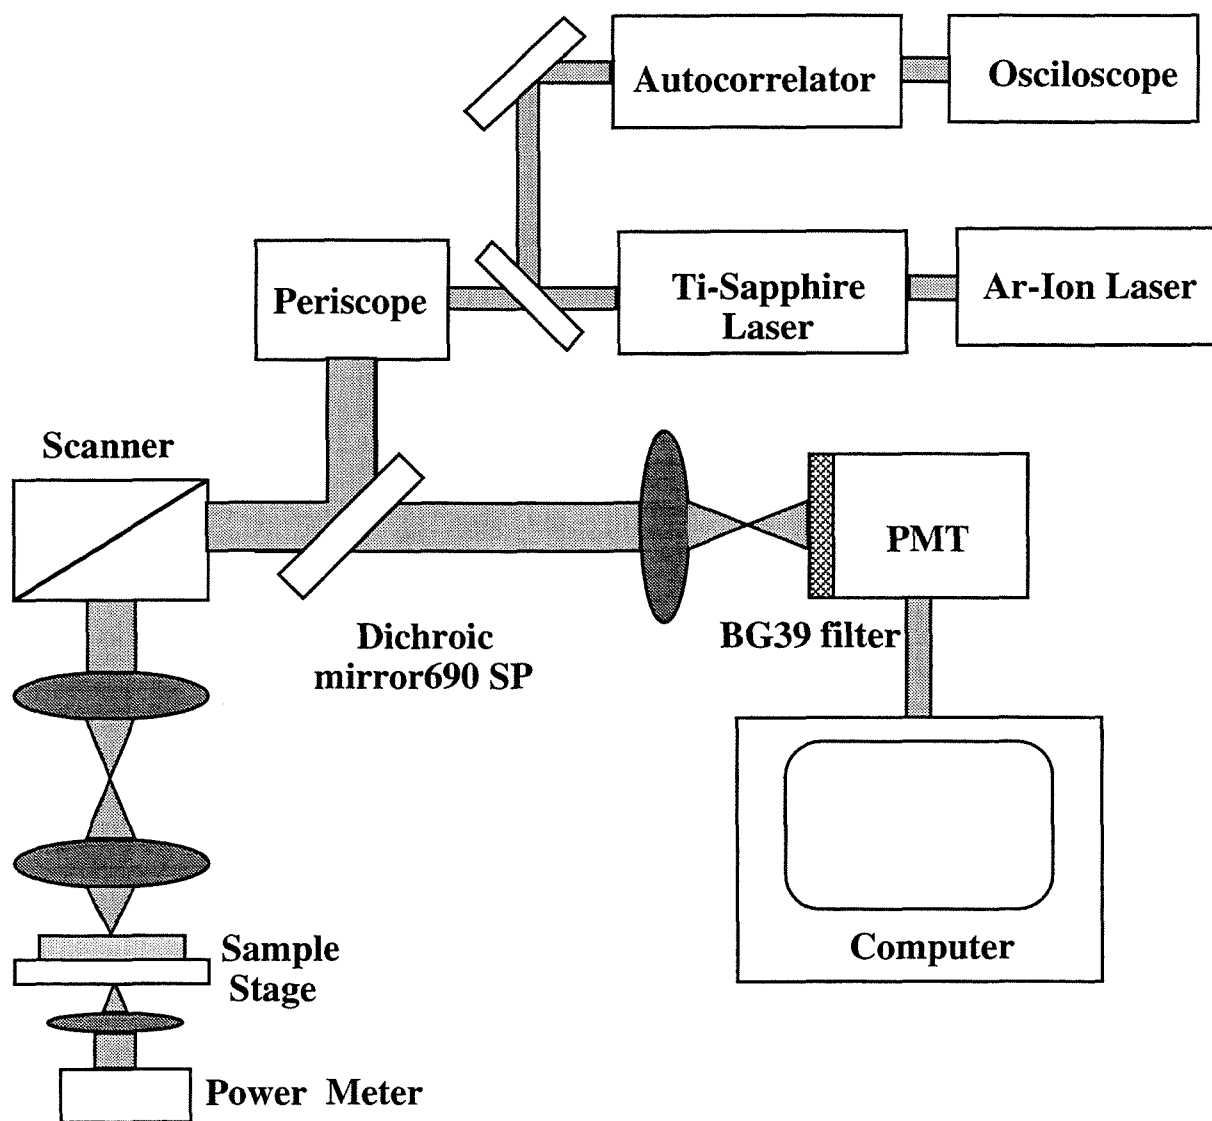 Autocorrelator
Osciloscope
Periscope
Ti-Sapphire
Laser
Ar-Ion Laser
Scanner
PMT
Dichroic
mirror690 SP
BG39 filter
Computer
Sample
Stage
Power Meter